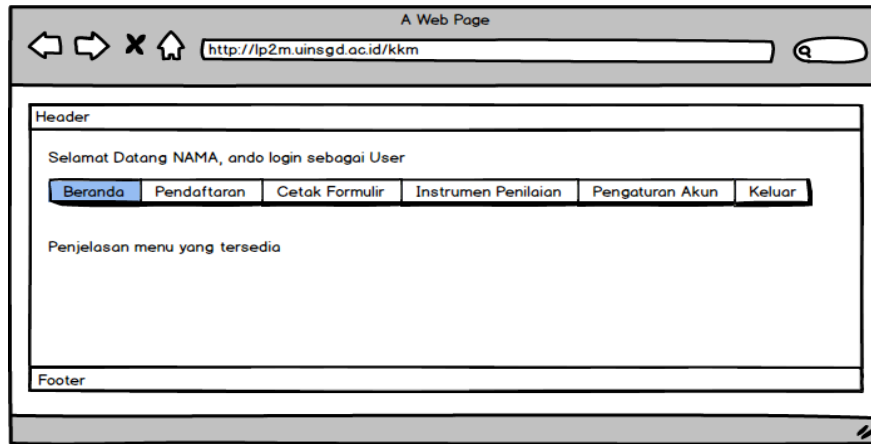 A Web Page
http://lp2m.uinsgd.ac.id/kkm
Header
Selamat Datang NAMA, ando login sebagai User
Beranda Pendaftaran Cetak Formulir Instrumen Penilaian Pengaturan Akun Keluar
Penjelasan menu yang tersedia
Footer